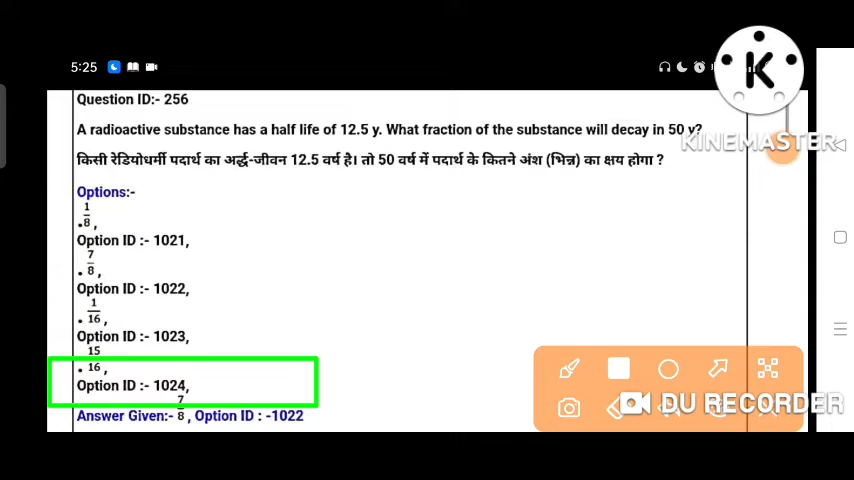 5:25
Question ID:- 256
A radioactive substance has a half life of 12.5 y. What fraction of the substance will decay in 50 y?
KINEMASTER
किसी रेडियोधर्मी पदार्थ का अर्द्ध-जीवन 12.5 वर्ष है। तो 50 वर्ष में पदार्थ के कितने अंश (भिन्न) का क्षय होगा ?
Options:-
. 1/8 ,
Option ID :- 1021,
. 7/8 ,
Option ID :- 1022,
. 1/16 ,
Option ID :- 1023,
. 15/16 ,
Option ID :- 1024,
DU RECORDER
Answer Given:- 7/8 , Option ID : -1022